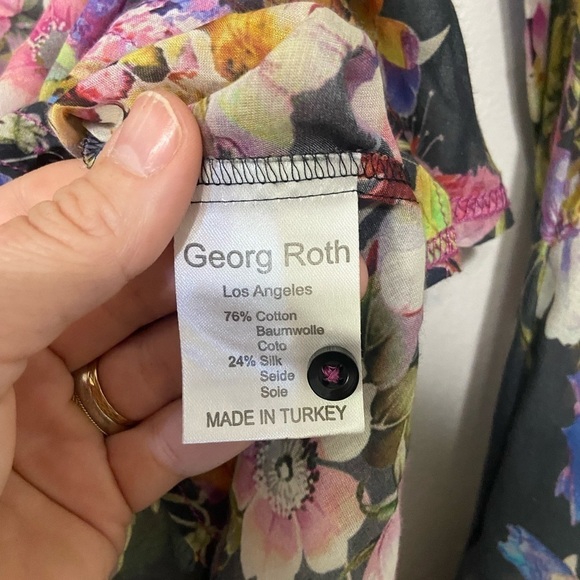 Georg Roth
Los Angeles
76% Cotton
Baumwolle
Coto
24% Silk
Seide
Soie
MADE IN TURKEY